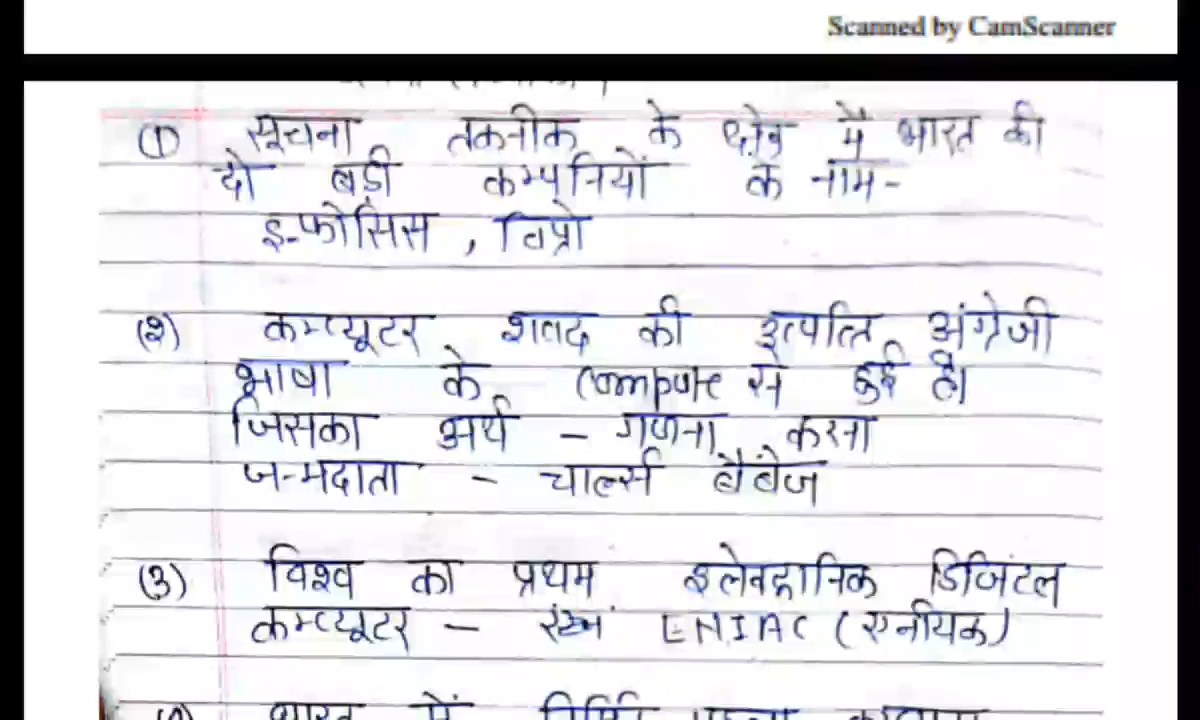 Scanned by CamScanner
(1) सूचना तकनीक के क्षेत्र में भारत की
दो बड़ी कम्पनियों के नाम-
इन्फोसिस , विप्रो
(2) कम्प्यूटर शब्द की उत्पत्ति अंग्रेजी
भाषा के compute से हुई है।
जिसका अर्थ - गणना करना
जन्मदाता - चार्ल्स बैबेज
(3) विश्व का प्रथम इलेक्ट्रानिक डिजिटल
कम्प्यूटर - ENIAC (एनीयक)
भारत में